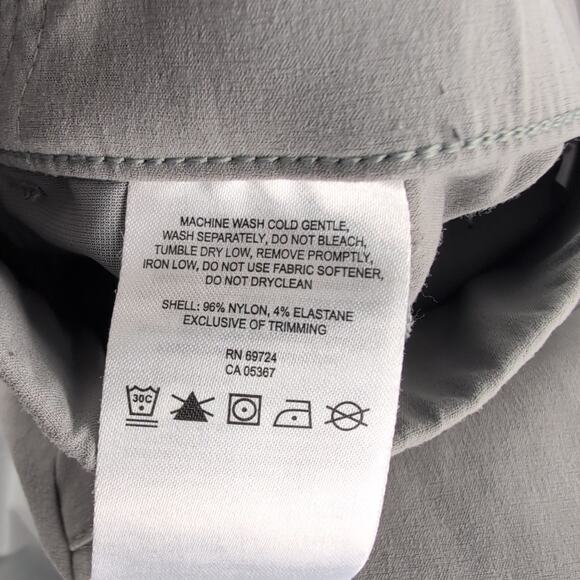 MACHINE WASH COLD GENTLE,
WASH SEPARATELY, DO NOT BLEACH,
TUMBLE DRY LOW, REMOVE PROMPTLY,
IRON LOW, DO NOT USE FABRIC SOFTENER,
DO NOT DRYCLEAN
SHELL: 96% NYLON, 4% ELASTANE
EXCLUSIVE OF TRIMMING
RN 69724
CA 05367
30C